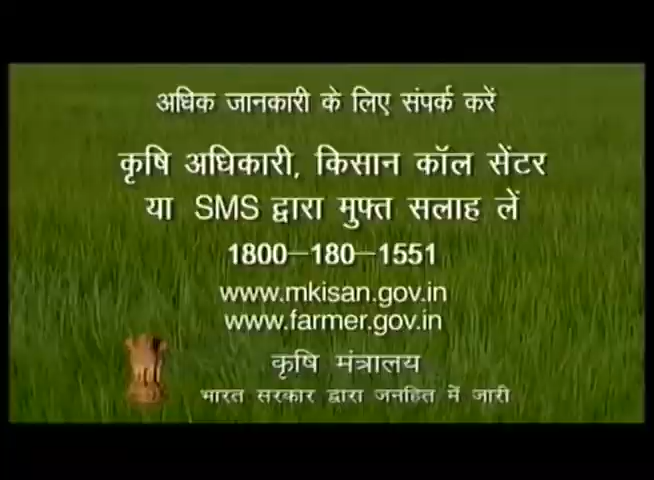 अधिक जानकारी के लिए संपर्क करें
कृषि अधिकारी, किसान कॉल सेंटर
या SMS द्वारा मुफ्त सलाह लें
1800-180-1551
www.mkisan.gov.in
www.farmer.gov.in
कृषि मंत्रालय
भारत सरकार द्वारा जनहित में जारी